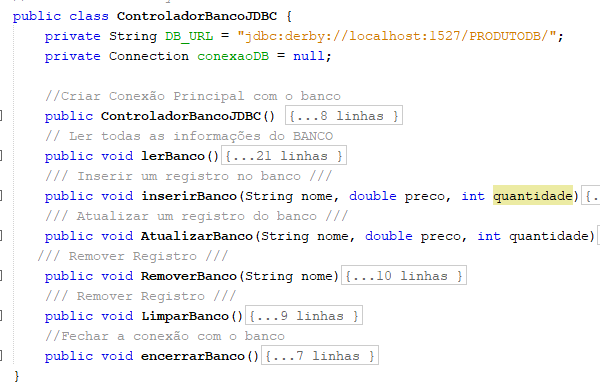 public class ControladorBancoJDBC {
private String DB_URL = "jdbc:derby://localhost:1527/PRODUTODB/";
private Connection conexaoDB = null;
//Criar Conexão Principal com o banco
public ControladorBancoJDBC() {...8 linhas }
// Ler todas as informações do BANCO
public void lerBanco(){...21 linhas }
/// Inserir um registro no banco ///
public void inserirBanco(String nome, double preco, int quantidade){.
/// Atualizar um registro do banco ///
public void AtualizarBanco(String nome, double preco, int quantidade)
/// Remover Registro ///
public void RemoverBanco(String nome){...10 linhas }
/// Remover Registro ///
public void LimparBanco(){...9 linhas }
//Fechar a conexão com o banco
public void encerrarBanco(){...7 linhas }
}